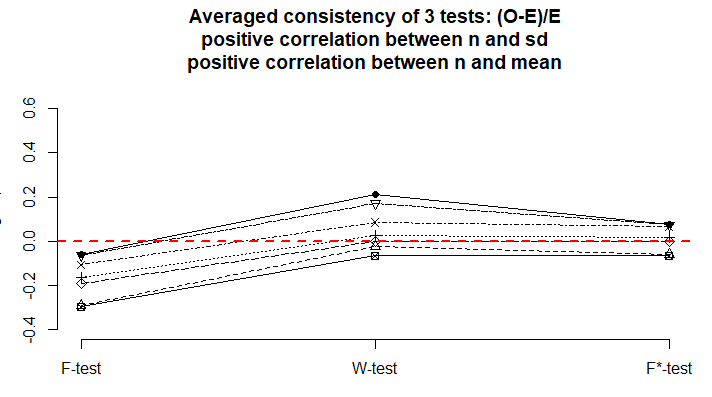 Averaged consistency of 3 tests: (O-E)/E
positive correlation between n and sd
positive correlation between n and mean
0.6
0.4
0.2
0.0
-0.2
-0.4
F-test W-test F*-test